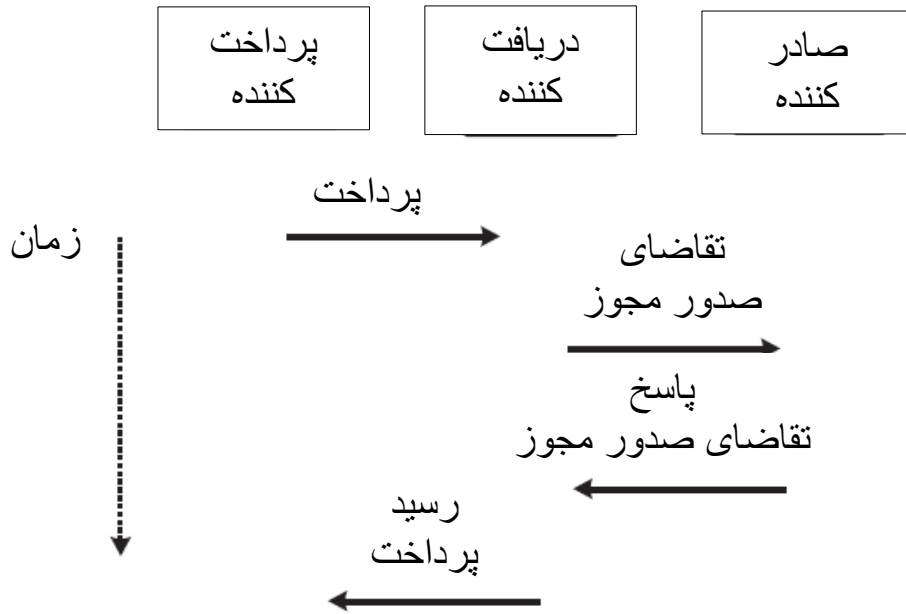 صادر
کننده
دریافت
کننده
پرداخت
کننده
پرداخت
زمان
تقاضای
صدور مجوز
پاسخ
تقاضای صدور مجوز
رسید
پرداخت